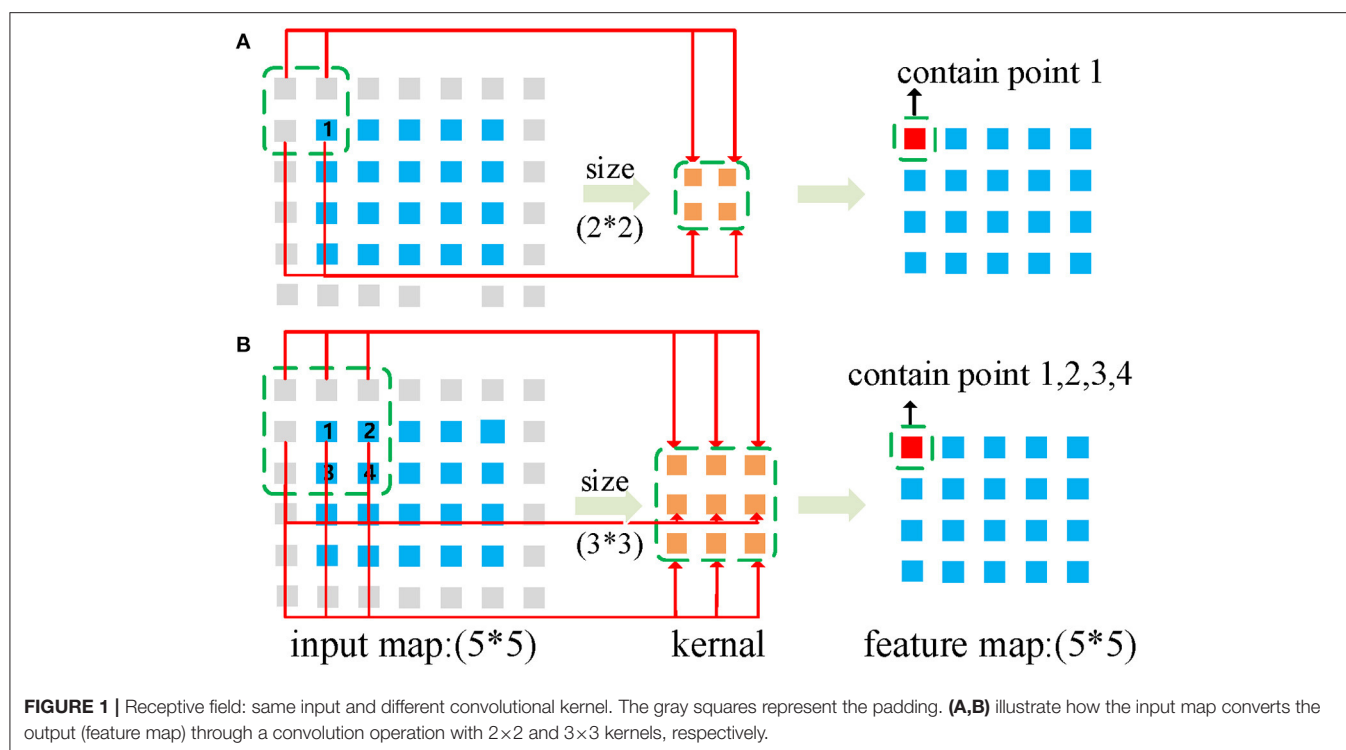 A
contain point 1
1
size
(2*2)
B
contain point 1,2,3,4
1 2
3 4
size
(3*3)
input map:(5*5) kernal feature map:(5*5)
FIGURE 1 | Receptive field: same input and different convolutional kernel. The gray squares represent the padding. (A,B) illustrate how the input map converts the
output (feature map) through a convolution operation with 2×2 and 3×3 kernels, respectively.